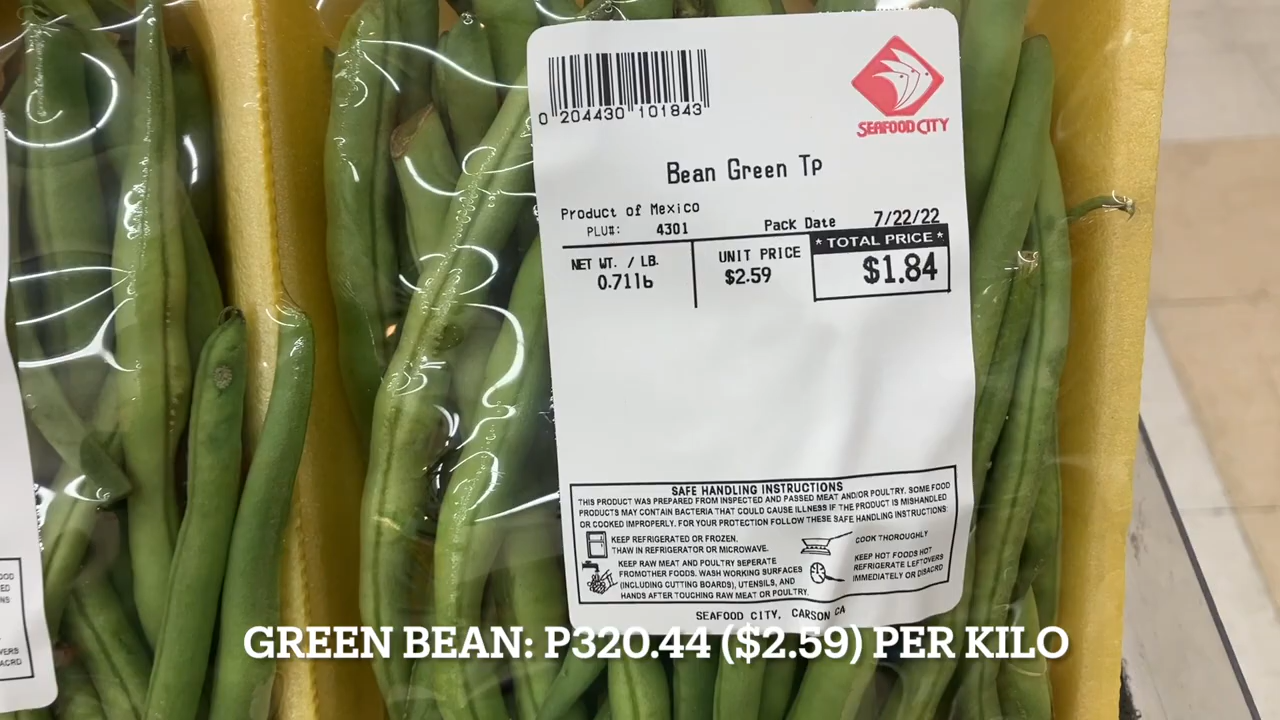 0 204430 101843
SEAFOOD CITY
Bean Green Tp
Product of Mexico
PLU#: 4301
Pack Date 7/22/22
NET WT. / LB.
0.71lb
UNIT PRICE
$2.59
* TOTAL PRICE *
$1.84
SAFE HANDLING INSTRUCTIONS
THIS PRODUCT WAS PREPARED FROM INSPECTED AND PASSED MEAT AND/OR POULTRY. SOME FOOD
PRODUCTS MAY CONTAIN BACTERIA THAT COULD CAUSE ILLNESS IF THE PRODUCT IS MISHANDLED
OR COOKED IMPROPERLY. FOR YOUR PROTECTION FOLLOW THESE SAFE HANDLING INSTRUCTIONS:
KEEP REFRIGERATED OR FROZEN.
THAW IN REFRIGERATOR OR MICROWAVE.
KEEP RAW MEAT AND POULTRY SEPERATE
FROMOTHER FOODS. WASH WORKING SURFACES
(INCLUDING CUTTING BOARDS), UTENSILS, AND
HANDS AFTER TOUCHING RAW MEAT OR POULTRY.
COOK THOROUGHLY
KEEP HOT FOODS HOT
REFRIGERATE LEFTOVERS
IMMEDIATELY OR DISACRD
SEAFOOD CITY, CARSON CA
GREEN BEAN: P320.44 ($2.59) PER KILO